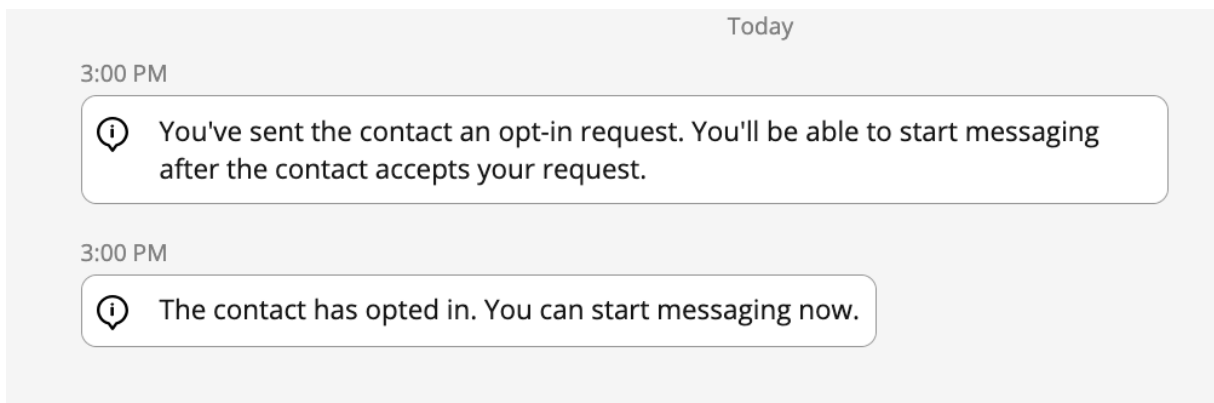 Today
3:00 PM
You've sent the contact an opt-in request. You'll be able to start messaging
after the contact accepts your request.
3:00 PM
The contact has opted in. You can start messaging now.